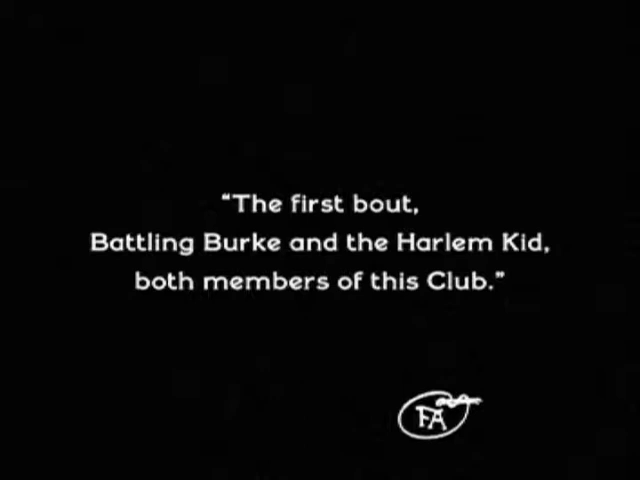 “The first bout,
Battling Burke and the Harlem Kid,
both members of this Club.”
FA